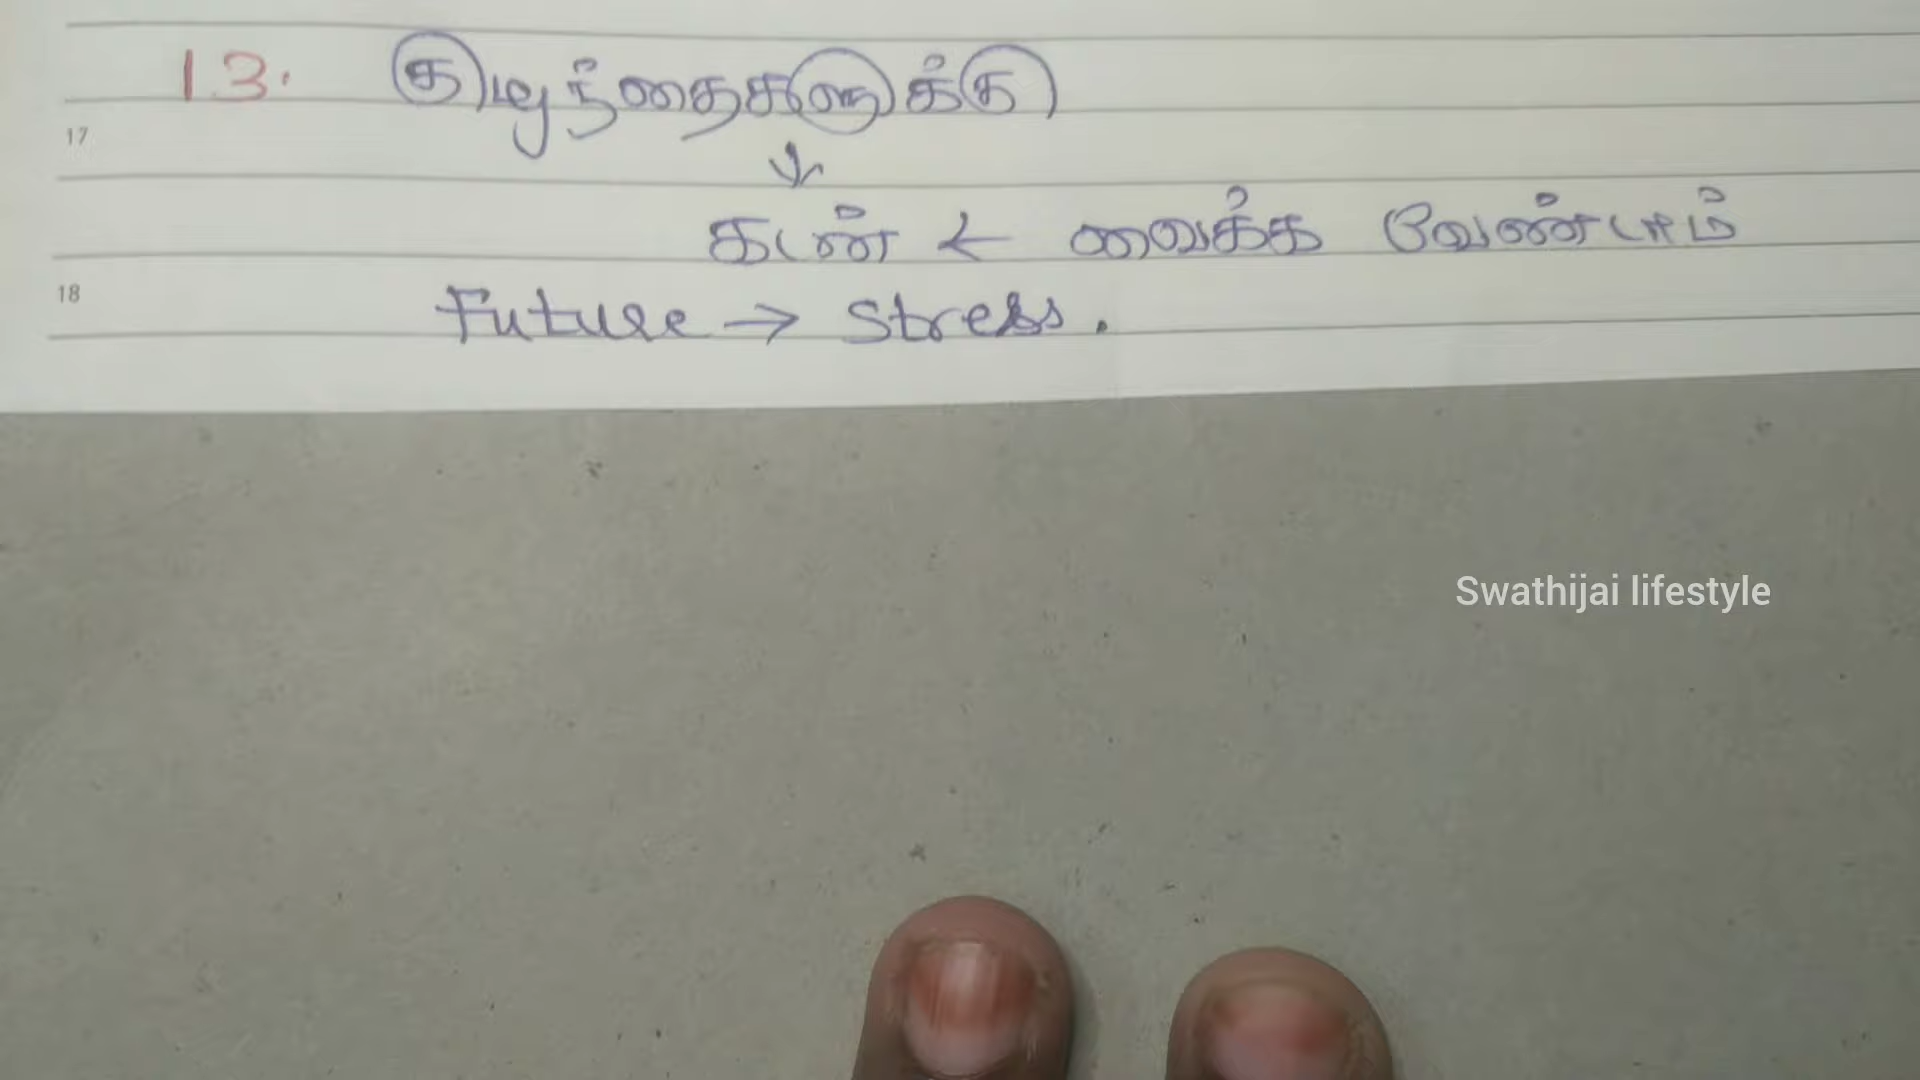 13. குழந்தைகளுக்கு
17
கடன் ← வைக்க வேண்டாம்
18
Future → Stress.
Swathijai lifestyle